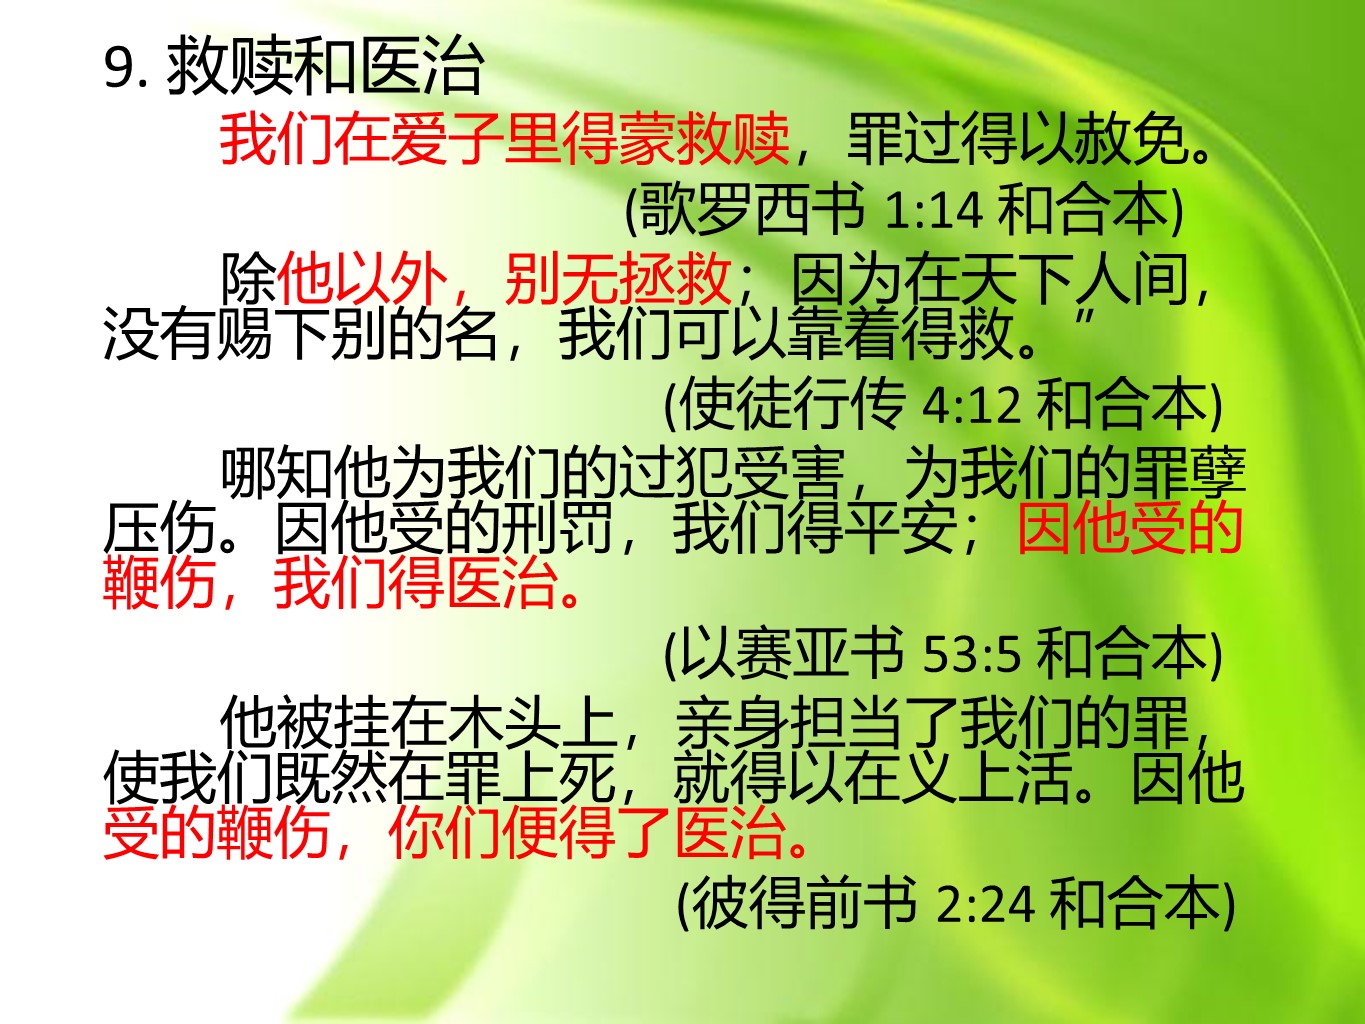 9. 救赎和医治
我们在爱子里得蒙救赎，罪过得以赦免。
(歌罗西书 1:14 和合本)
除他以外，别无拯救；因为在天下人间，
没有赐下别的名，我们可以靠着得救。”
(使徒行传 4:12 和合本)
哪知他为我们的过犯受害，为我们的罪孽
压伤。因他受的刑罚，我们得平安；因他受的
鞭伤，我们得医治。
(以赛亚书 53:5 和合本)
他被挂在木头上，亲身担当了我们的罪，
使我们既然在罪上死，就得以在义上活。因他
受的鞭伤，你们便得了医治。
(彼得前书 2:24 和合本)